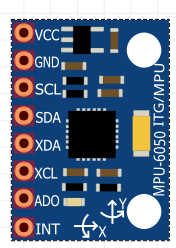 VCC
GND
SCL
SDA
XDA
XCL
ADO
INT
MPU-6050 ITG/MPU
Y
X